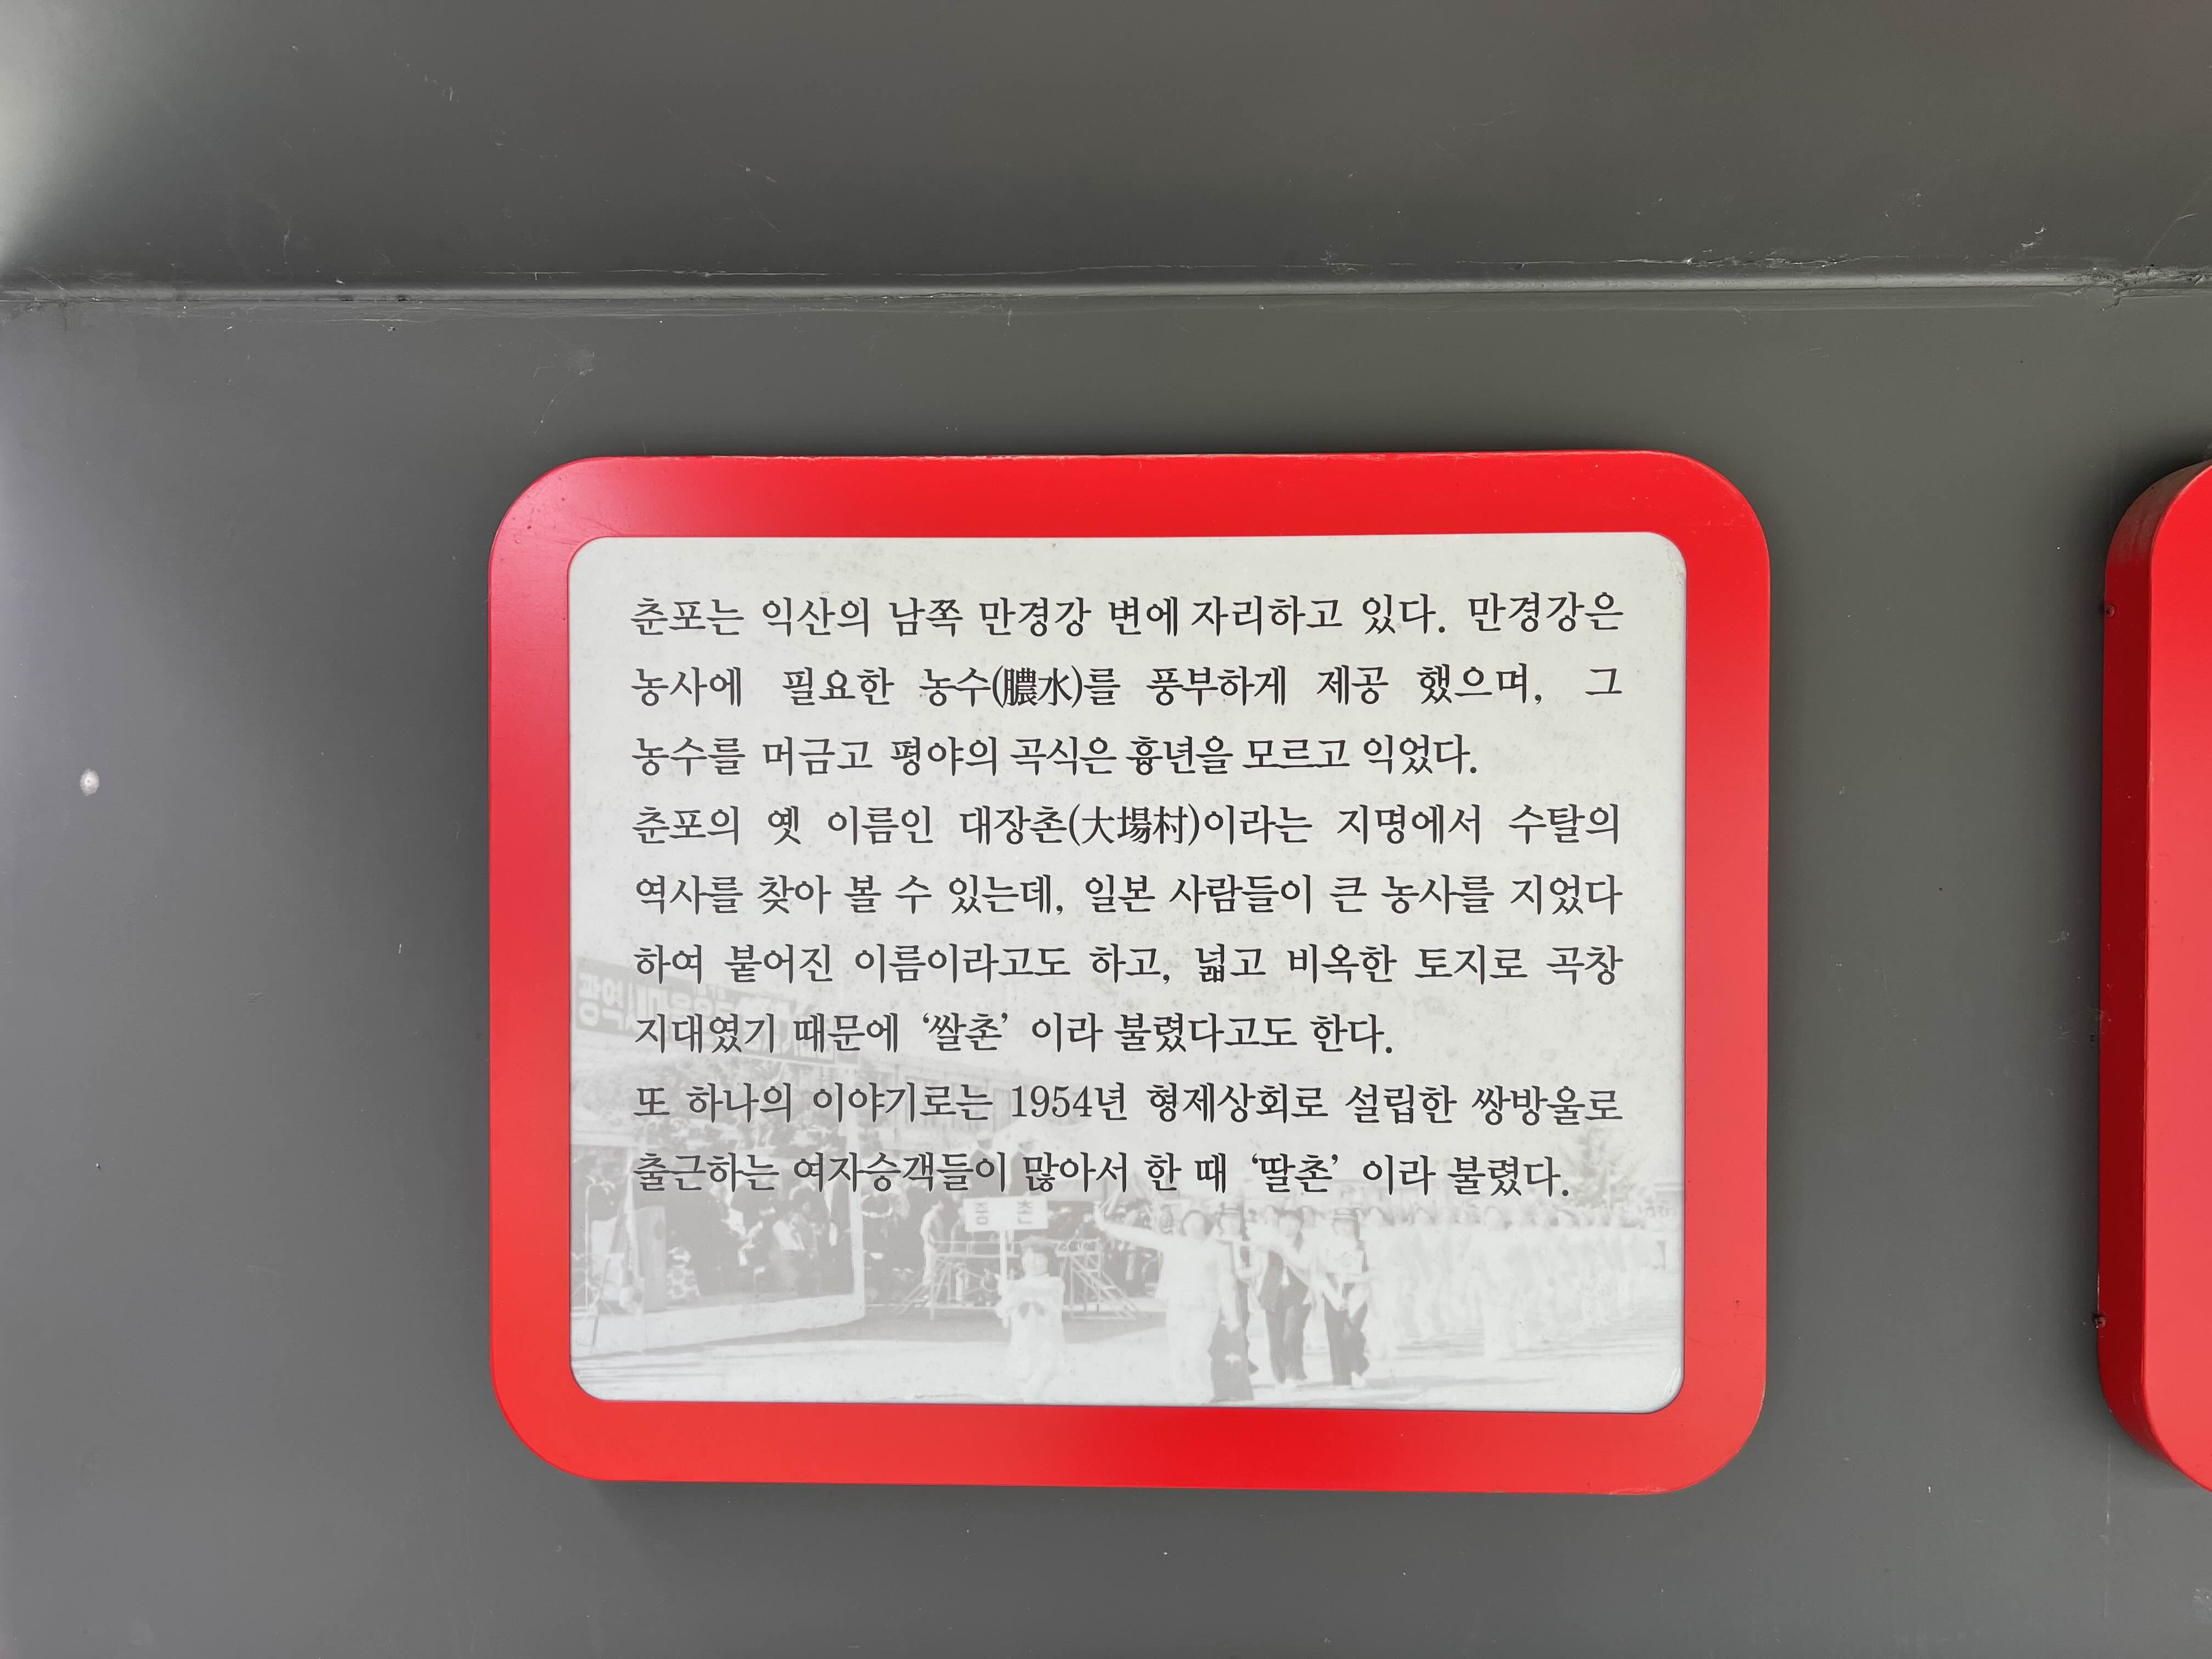 춘포는 익산의 남쪽 만경강 변에 자리하고 있다. 만경강은
농사에 필요한 농수(膿水)를 풍부하게 제공 했으며, 그
농수를 머금고 평야의 곡식은 흉년을 모르고 익었다.
춘포의 옛 이름인 대장촌(大場村)이라는 지명에서 수탈의
역사를 찾아 볼 수 있는데, 일본 사람들이 큰 농사를 지었다
하여 붙어진 이름이라고도 하고, 넓고 비옥한 토지로 곡창
지대였기 때문에 ‘쌀촌’ 이라 불렸다고도 한다.
또 하나의 이야기로는 1954년 형제상회로 설립한 쌍방울로
출근하는 여자승객들이 많아서 한 때 ‘딸촌’ 이라 불렸다.